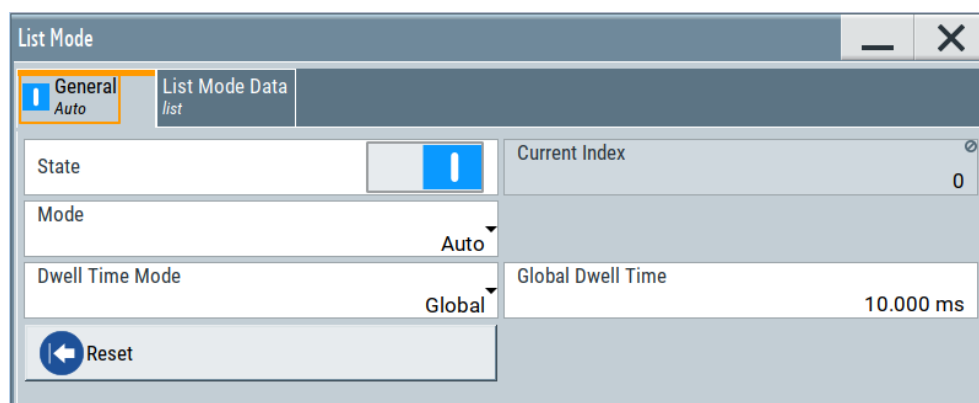 List Mode
General
Auto
List Mode Data
list
State
Current Index
0
Mode
Auto
Dwell Time Mode
Global
Global Dwell Time
10.000 ms
Reset